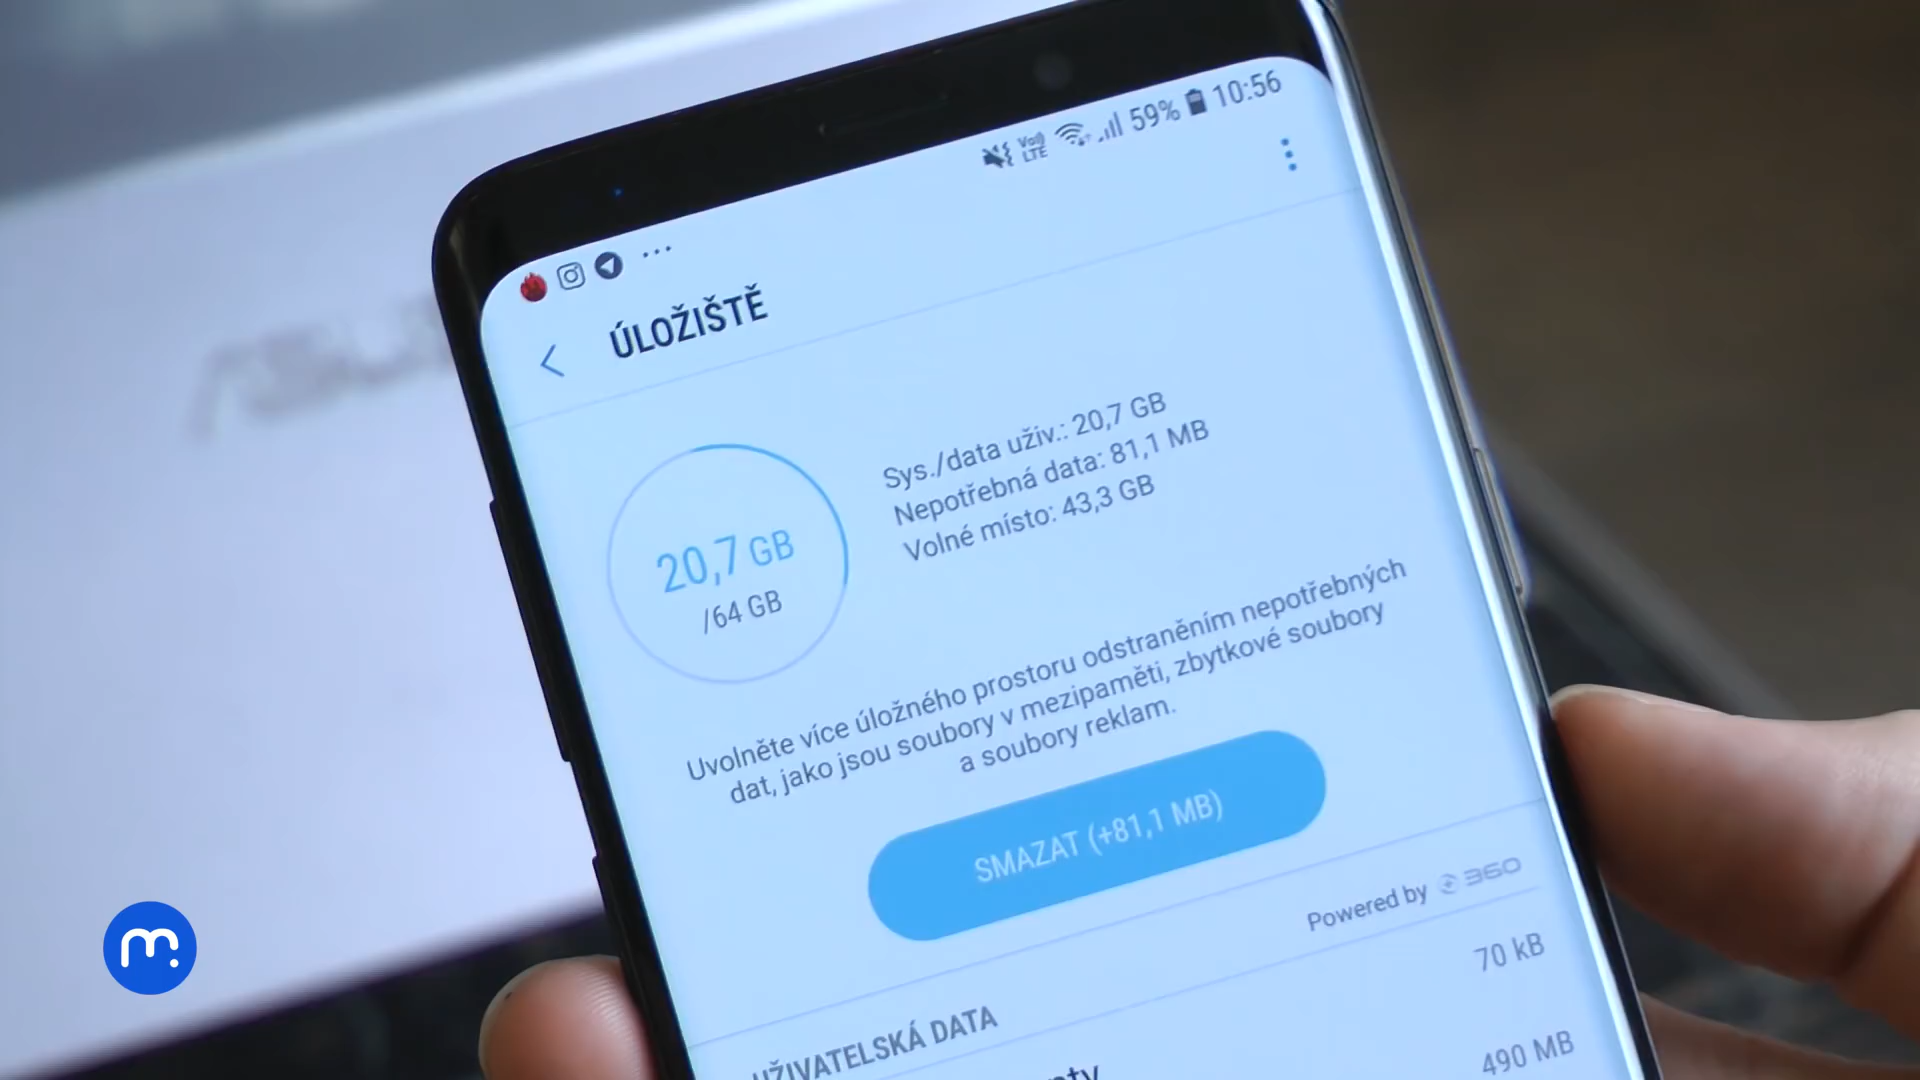 Vo))
LTE
59% 10:56
ÚLOŽIŠTĚ
20,7 GB
/64 GB
Sys./data uživ.: 20,7 GB
Nepotřebná data: 81,1 MB
Volné místo: 43,3 GB
Uvolněte více úložného prostoru odstraněním nepotřebných
dat, jako jsou soubory v mezipaměti, zbytkové soubory
a soubory reklam.
SMAZAT (+81,1 MB)
Powered by 360
70 kB
UŽIVATELSKÁ DATA
490 MB
m.